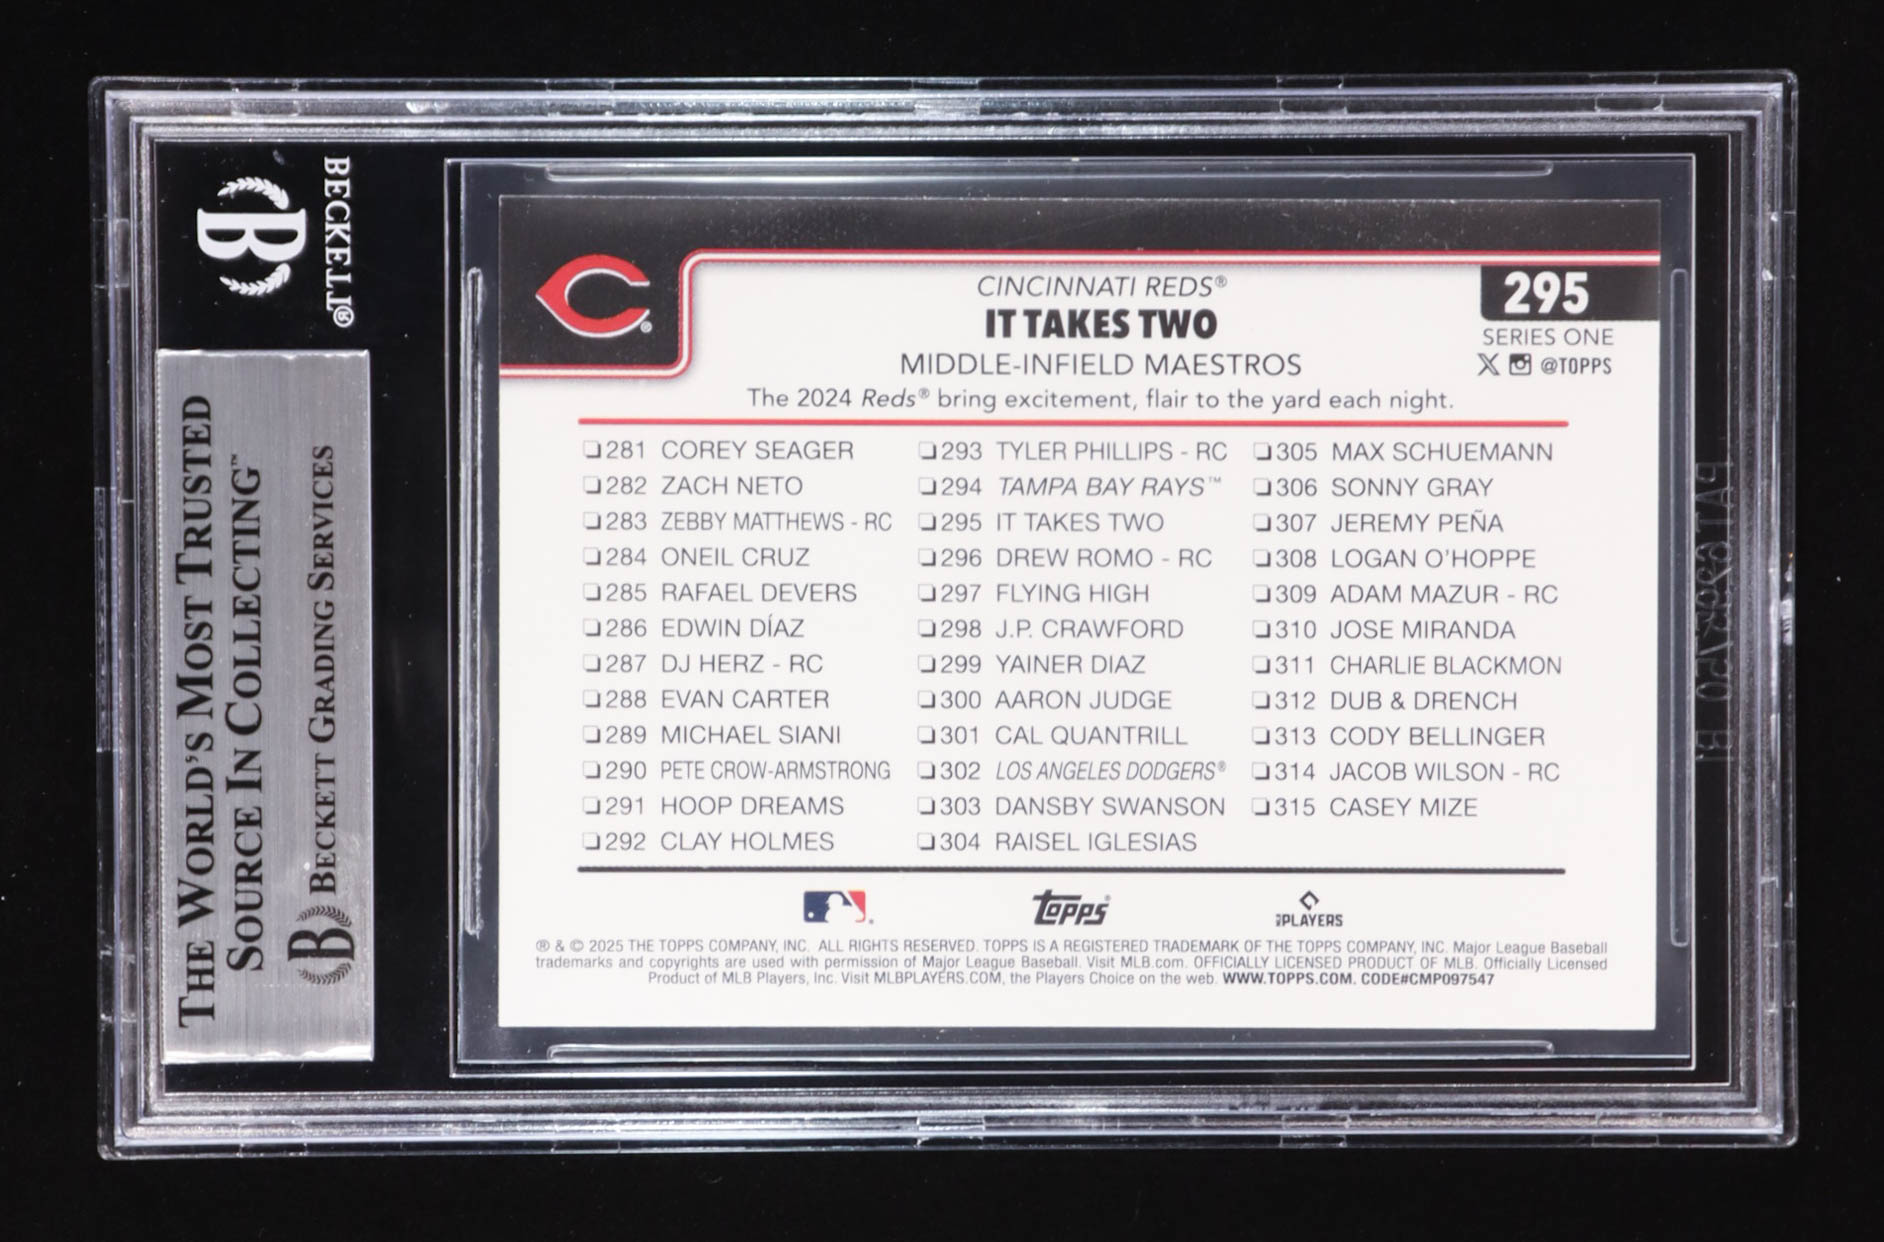 BECKETT®
B
THE WORLD'S MOST TRUSTED
SOURCE IN COLLECTING™
B BECKETT GRADING SERVICES
C®
CINCINNATI REDS®
IT TAKES TWO
MIDDLE-INFIELD MAESTROS
The 2024 Reds® bring excitement, flair to the yard each night.
295
SERIES ONE
X @TOPPS
281 COREY SEAGER
282 ZACH NETO
283 ZEBBY MATTHEWS - RC
284 ONEIL CRUZ
285 RAFAEL DEVERS
286 EDWIN DÍAZ
287 DJ HERZ - RC
288 EVAN CARTER
289 MICHAEL SIANI
290 PETE CROW-ARMSTRONG
291 HOOP DREAMS
292 CLAY HOLMES
293 TYLER PHILLIPS - RC
294 TAMPA BAY RAYS™
295 IT TAKES TWO
296 DREW ROMO - RC
297 FLYING HIGH
298 J.P. CRAWFORD
299 YAINER DIAZ
300 AARON JUDGE
301 CAL QUANTRILL
302 LOS ANGELES DODGERS®
303 DANSBY SWANSON
304 RAISEL IGLESIAS
305 MAX SCHUEMANN
306 SONNY GRAY
307 JEREMY PEÑA
308 LOGAN O'HOPPE
309 ADAM MAZUR - RC
310 JOSE MIRANDA
311 CHARLIE BLACKMON
312 DUB & DRENCH
313 CODY BELLINGER
314 JACOB WILSON - RC
315 CASEY MIZE
topps®
PLAYERS
® & © 2025 THE TOPPS COMPANY, INC. ALL RIGHTS RESERVED. TOPPS IS A REGISTERED TRADEMARK OF THE TOPPS COMPANY, INC. Major League Baseball
trademarks and copyrights are used with permission of Major League Baseball. Visit MLB.com. OFFICIALLY LICENSED PRODUCT OF MLB. Officially Licensed
Product of MLB Players, Inc. Visit MLBPLAYERS.COM, the Players Choice on the web. WWW.TOPPS.COM. CODE#CMP097547